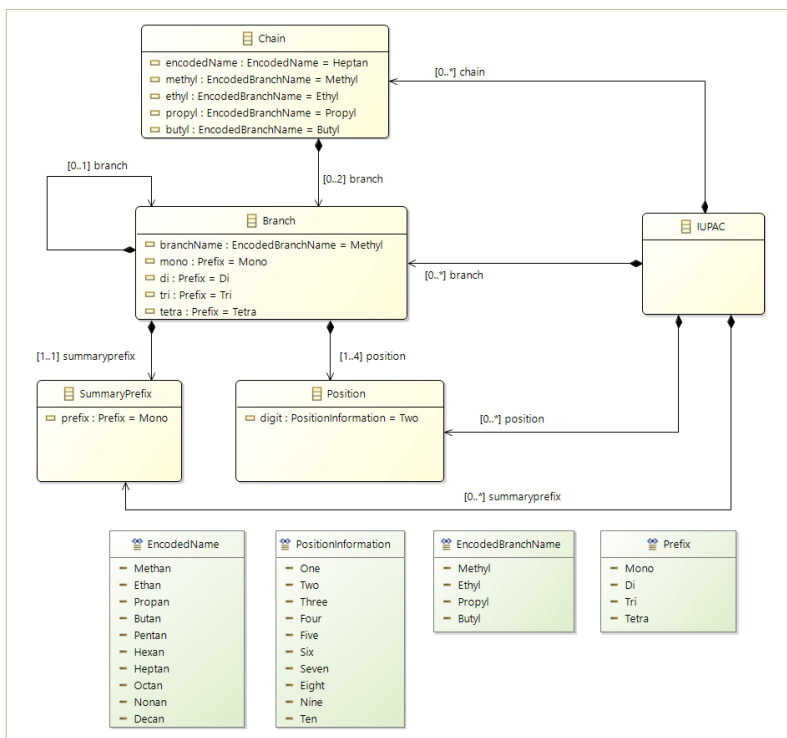 Chain
encodedName : EncodedName = Heptan
methyl : EncodedBranchName = Methyl
ethyl : EncodedBranchName = Ethyl
propyl : EncodedBranchName = Propyl
butyl : EncodedBranchName = Butyl
[0..*] chain
[0..1] branch
[0..2] branch
Branch
branchName : EncodedBranchName = Methyl
mono : Prefix = Mono
di : Prefix = Di
tri : Prefix = Tri
tetra : Prefix = Tetra
IUPAC
[0..*] branch
[1..1] summaryprefix
[1..4] position
SummaryPrefix
prefix : Prefix = Mono
Position
digit : PositionInformation = Two
[0..*] position
[0..*] summaryprefix
EncodedName
Methan
Ethan
Propan
Butan
Pentan
Hexan
Heptan
Octan
Nonan
Decan
PositionInformation
One
Two
Three
Four
Five
Six
Seven
Eight
Nine
Ten
EncodedBranchName
Methyl
Ethyl
Propyl
Butyl
Prefix
Mono
Di
Tri
Tetra